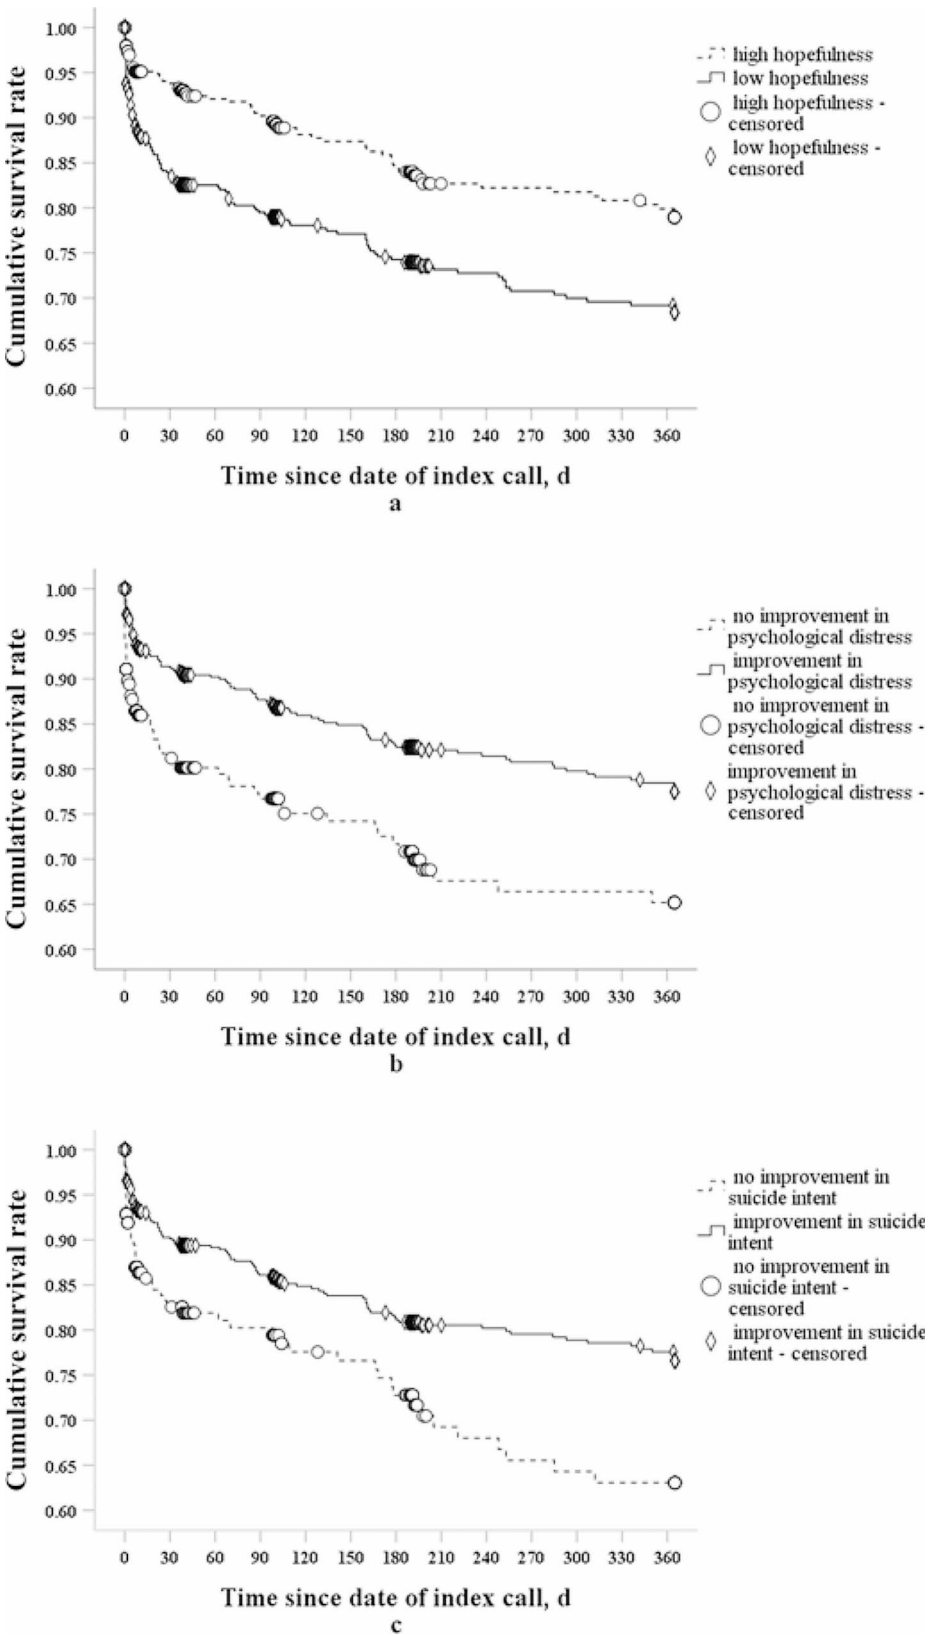 Cumulative survival rate
1.00
0.95
0.90
0.85
0.80
0.75
0.70
0.65
0.60
0 30 60 90 120 150 180 210 240 270 300 330 360
Time since date of index call, d
a
high hopefulness
low hopefulness
high hopefulness -
censored
low hopefulness -
censored
Cumulative survival rate
1.00
0.95
0.90
0.85
0.80
0.75
0.70
0.65
0.60
0 30 60 90 120 150 180 210 240 270 300 330 360
Time since date of index call, d
b
no improvement in
psychological distress
improvement in
psychological distress
no improvement in
psychological distress -
censored
improvement in
psychological distress -
censored
Cumulative survival rate
1.00
0.95
0.90
0.85
0.80
0.75
0.70
0.65
0.60
0 30 60 90 120 150 180 210 240 270 300 330 360
Time since date of index call, d
c
no improvement in
suicide intent
improvement in suicide
intent
no improvement in
suicide intent -
censored
improvement in suicide
intent - censored